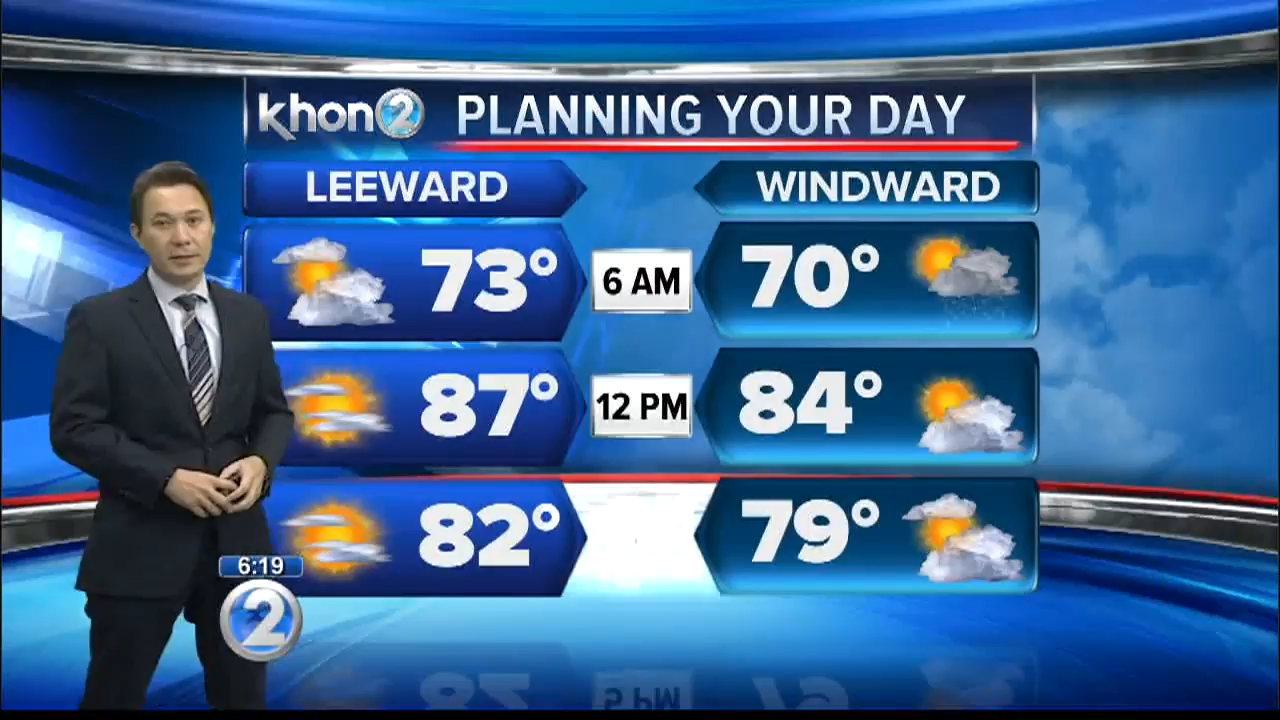 khon2 PLANNING YOUR DAY
LEEWARD WINDWARD
73° 6 AM 70°
87° 12 PM 84°
82° 79°
6:19
2